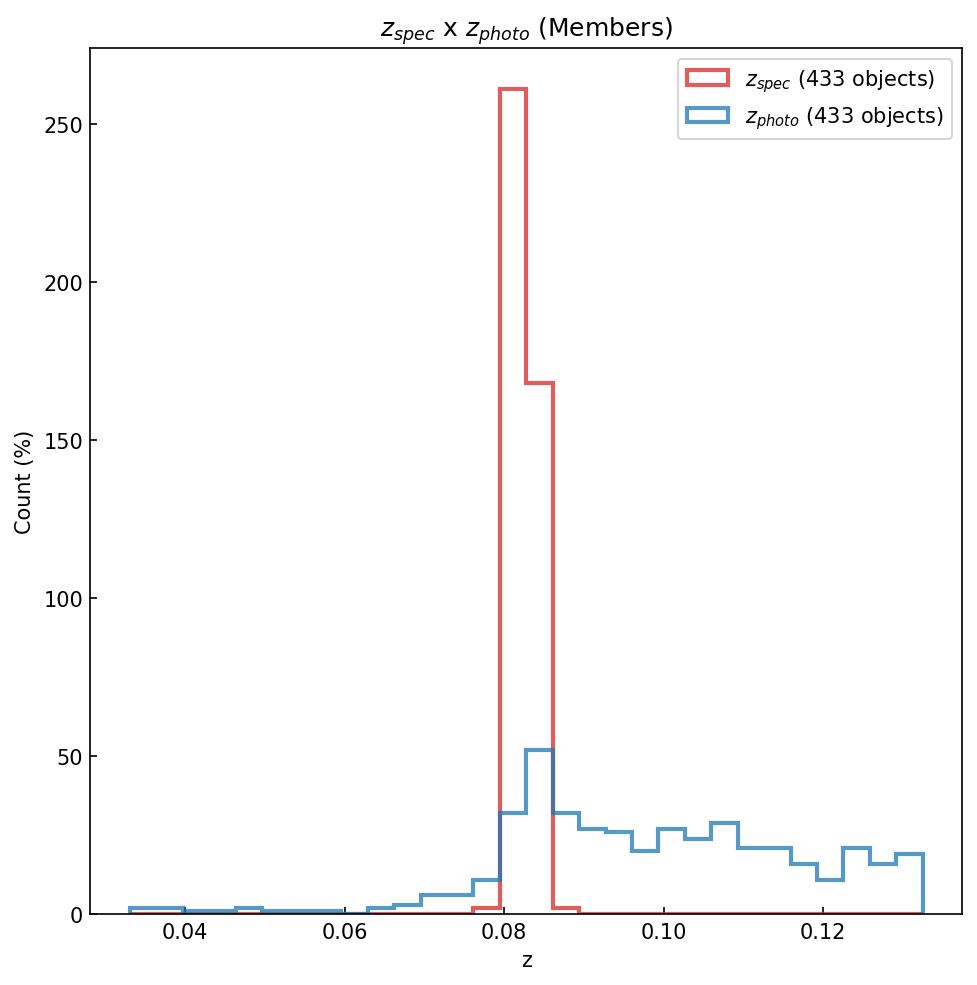 z_spec x z_photo (Members)
z_spec (433 objects)
z_photo (433 objects)
Count (%)
250
200
150
100
50
0
0.04 0.06 0.08 0.10 0.12
z